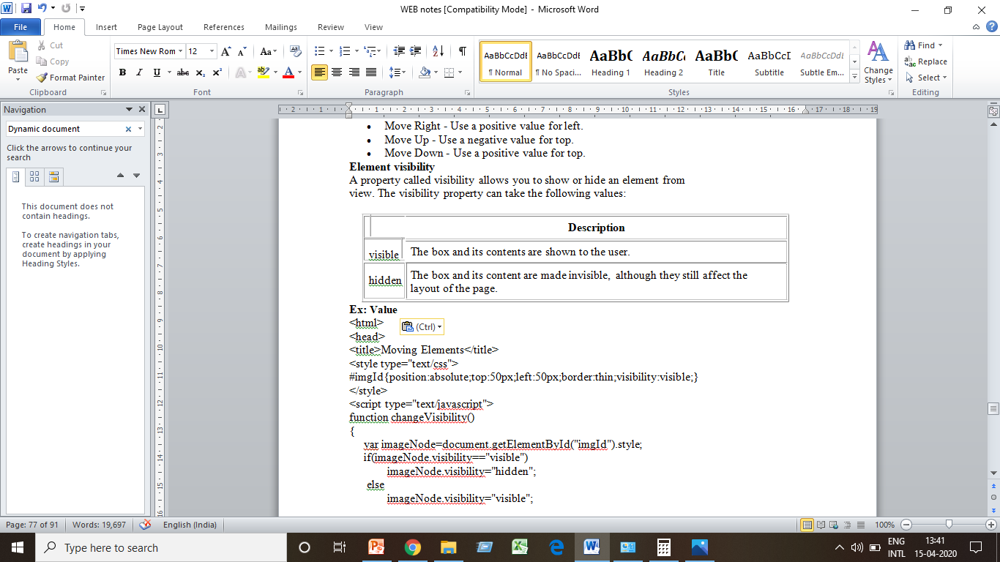 WEB notes [Compatibility Mode] - Microsoft Word
File Home Insert Page Layout References Mailings Review View
Paste
Cut
Copy
Format Painter
Clipboard
Times New Rom 12
Font
Paragraph
AaBbCcDdE AaBbCcDdE AaBbC AaBbCc AaBbC AaBbCcI AaBbCcDdE
¶ Normal ¶ No Spaci... Heading 1 Heading 2 Title Subtitle Subtle Em...
Change Styles
Styles
Find
Replace
Select
Editing
Navigation
Dynamic document
Click the arrows to continue your
search
This document does not
contain headings.
To create navigation tabs,
create headings in your
document by applying
Heading Styles.
• Move Right - Use a positive value for left.
• Move Up - Use a negative value for top.
• Move Down - Use a positive value for top.
Element visibility
A property called visibility allows you to show or hide an element from
view. The visibility property can take the following values:
Description
visible The box and its contents are shown to the user.
hidden The box and its content are made invisible, although they still affect the
layout of the page.
Ex: Value
<html>
(Ctrl)
<head>
<title>Moving Elements</title>
<style type="text/css">
#imgId{position:absolute;top:50px;left:50px;border:thin;visibility:visible;}
</style>
<script type="text/javascript">
function changeVisibility()
{
var imageNode=document.getElementById("imgId").style;
if(imageNode.visibility=="visible")
imageNode.visibility="hidden";
else
imageNode.visibility="visible";
Page: 77 of 91 Words: 19,697 English (India) 100%
Type here to search
ENG
INTL
13:41
15-04-2020